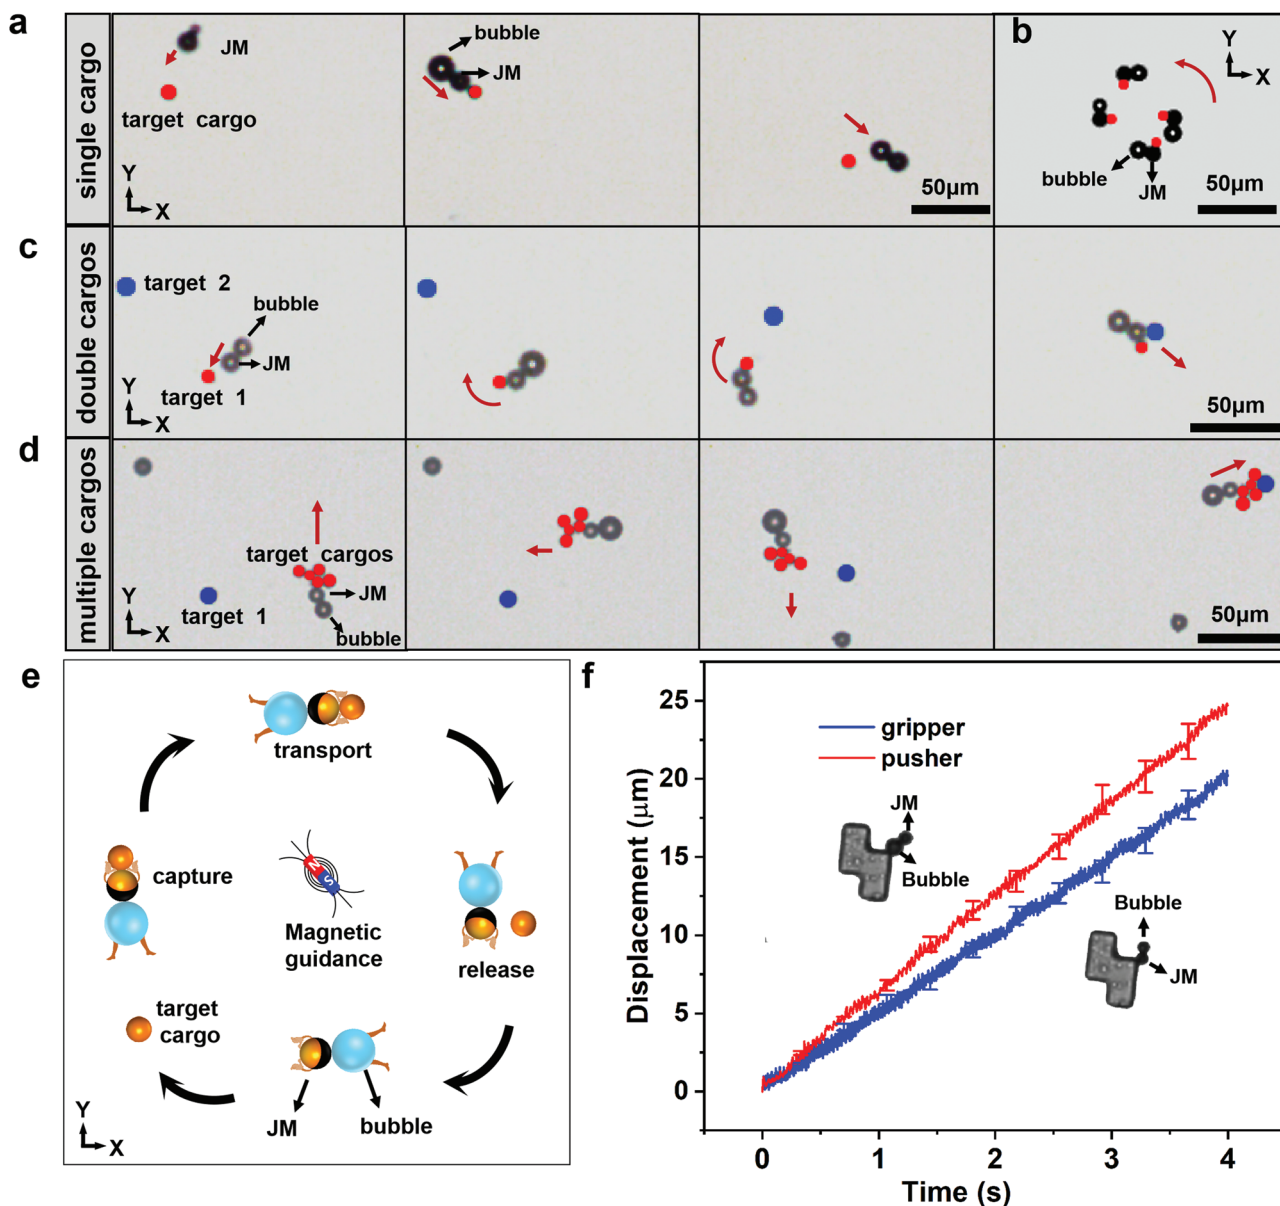 a
single cargo
JM
target cargo
Y
X
bubble
JM
50μm
b
Y
X
bubble
JM
50μm
c
double cargos
target 2
bubble
JM
target 1
Y
X
50μm
d
multiple cargos
target cargos
JM
target 1
bubble
Y
X
50μm
e
transport
capture
Magnetic
guidance
N
S
release
target
cargo
JM
bubble
Y
X
f
Displacement (μm)
25
20
15
10
5
0
gripper
pusher
JM
Bubble
Bubble
JM
0
1
2
3
4
Time (s)